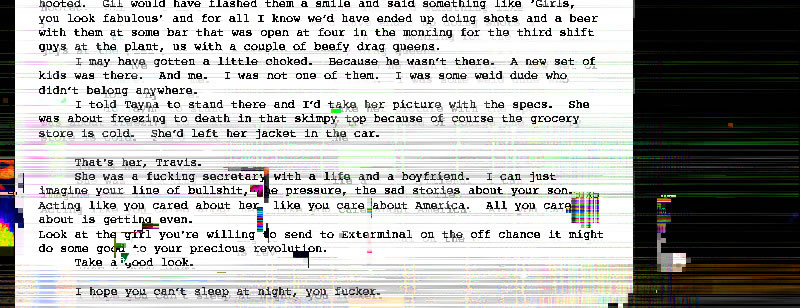 hooted. Gil would have flashed them a smile and said something like 'Girls,
you look fabulous' and for all I know we'd have ended up doing shots and a beer
with them at some bar that was open at four in the monring for the third shift
guys at the plant, us with a couple of beefy drag queens.
I may have gotten a little choked. Because he wasn't there. A new set of
kids was there. And me. I was not one of them. I was some weird dude who
didn't belong anywhere.
I told Tayna to stand there and I'd take her picture with the specs. She
was about freezing to death in that skimpy top because of course the grocery
store is cold. She'd left her jacket in the car.
That's her, Travis.
She was a fucking secretary with a life and a boyfriend. I can just
imagine your line of bullshit, the pressure, the sad stories about your son.
Acting like you cared about her like you care about America. All you care
about is getting even.
Look at the girl you're willing to send to Exterminal on the off chance it might
do some good to your precious revolution.
Take a good look.
I hope you can't sleep at night, you fucker.